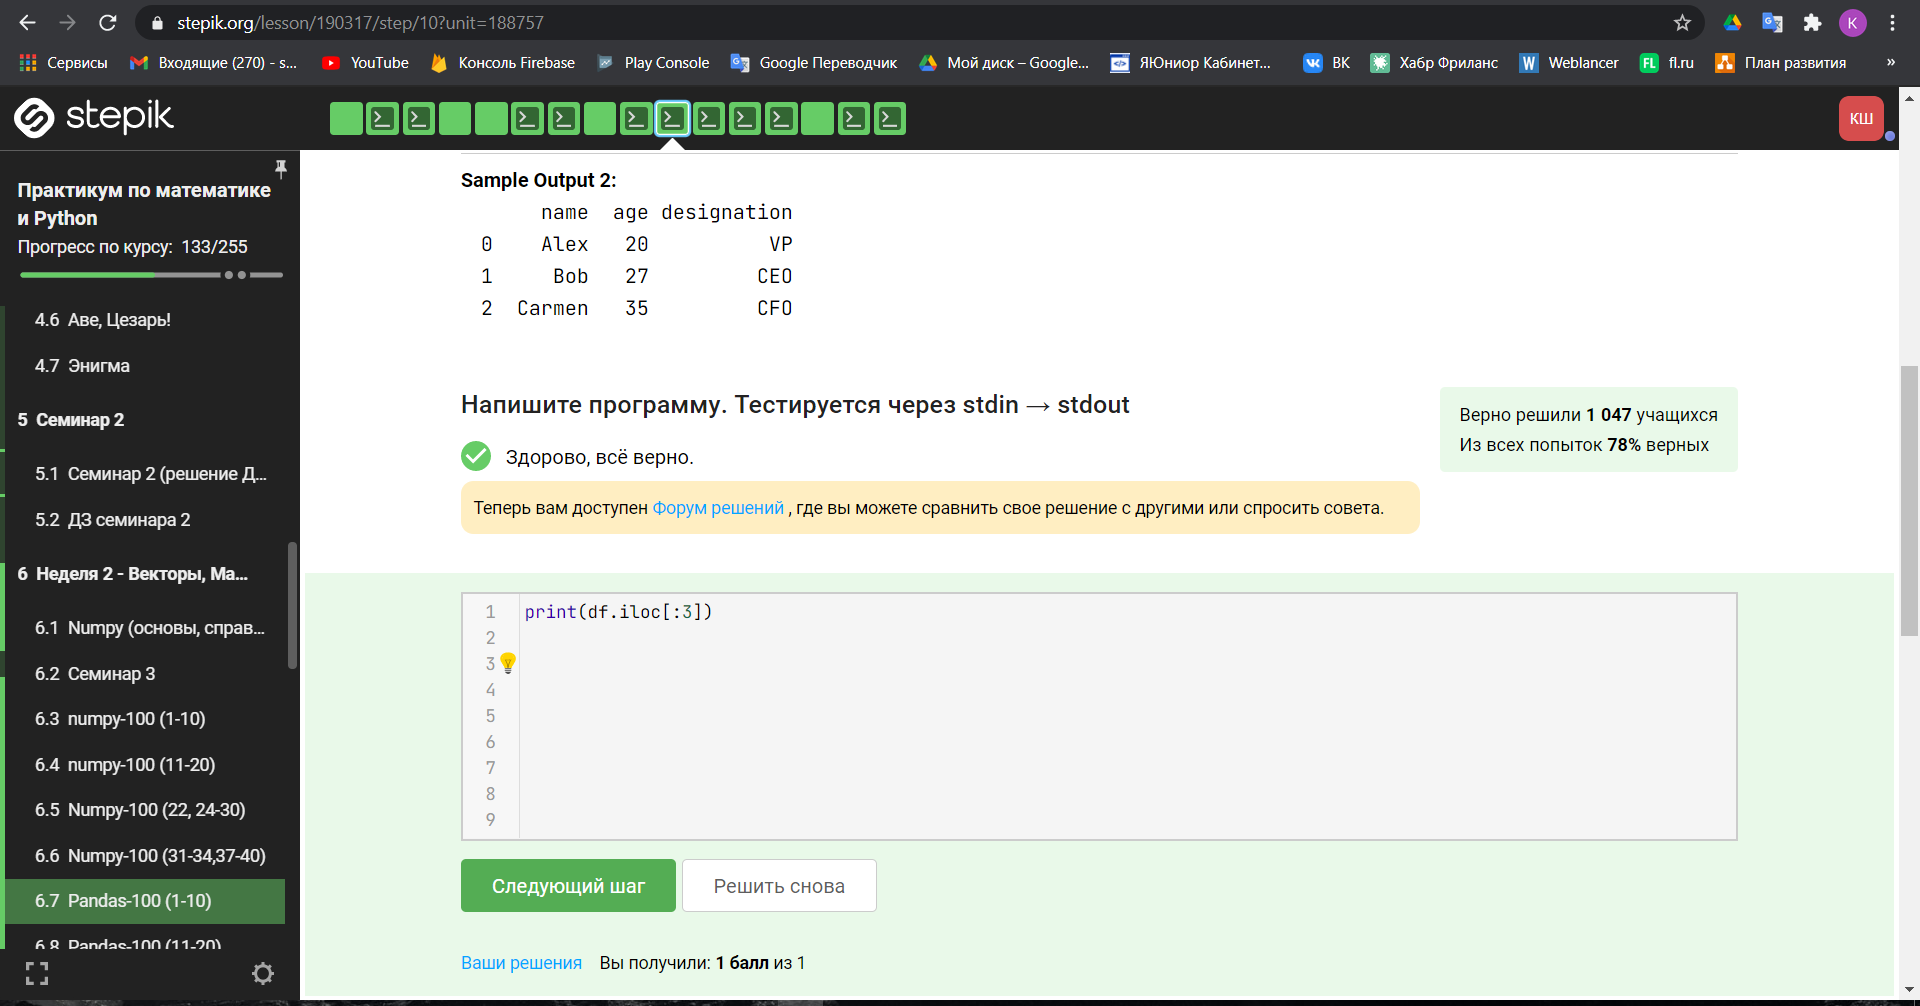 stepik.org/lesson/190317/step/10?unit=188757
K
Сервисы
Входящие (270) - s...
YouTube
Консоль Firebase
Play Console
Google Переводчик
Мой диск – Google...
ЯЮниор Кабинет...
ВК
Хабр Фриланс
Weblancer
fl.ru
План развития
»
stepik
КШ
Практикум по математике
и Python
Прогресс по курсу: 133/255
4.6 Аве, Цезарь!
4.7 Энигма
5 Семинар 2
5.1 Семинар 2 (решение Д...
5.2 ДЗ семинара 2
6 Неделя 2 - Векторы, Ма...
6.1 Numpy (основы, справ...
6.2 Семинар 3
6.3 numpy-100 (1-10)
6.4 numpy-100 (11-20)
6.5 Numpy-100 (22, 24-30)
6.6 Numpy-100 (31-34,37-40)
6.7 Pandas-100 (1-10)
6.8 Pandas-100 (11-20)
Sample Output 2:
name age designation
0 Alex 20 VP
1 Bob 27 CEO
2 Carmen 35 CFO
Напишите программу. Тестируется через stdin → stdout
Верно решили 1 047 учащихся
Из всех попыток 78% верных
Здорово, всё верно.
Теперь вам доступен Форум решений , где вы можете сравнить свое решение с другими или спросить совета.
1 print(df.iloc[:3])
2
3
4
5
6
7
8
9
Следующий шаг
Решить снова
Ваши решения Вы получили: 1 балл из 1